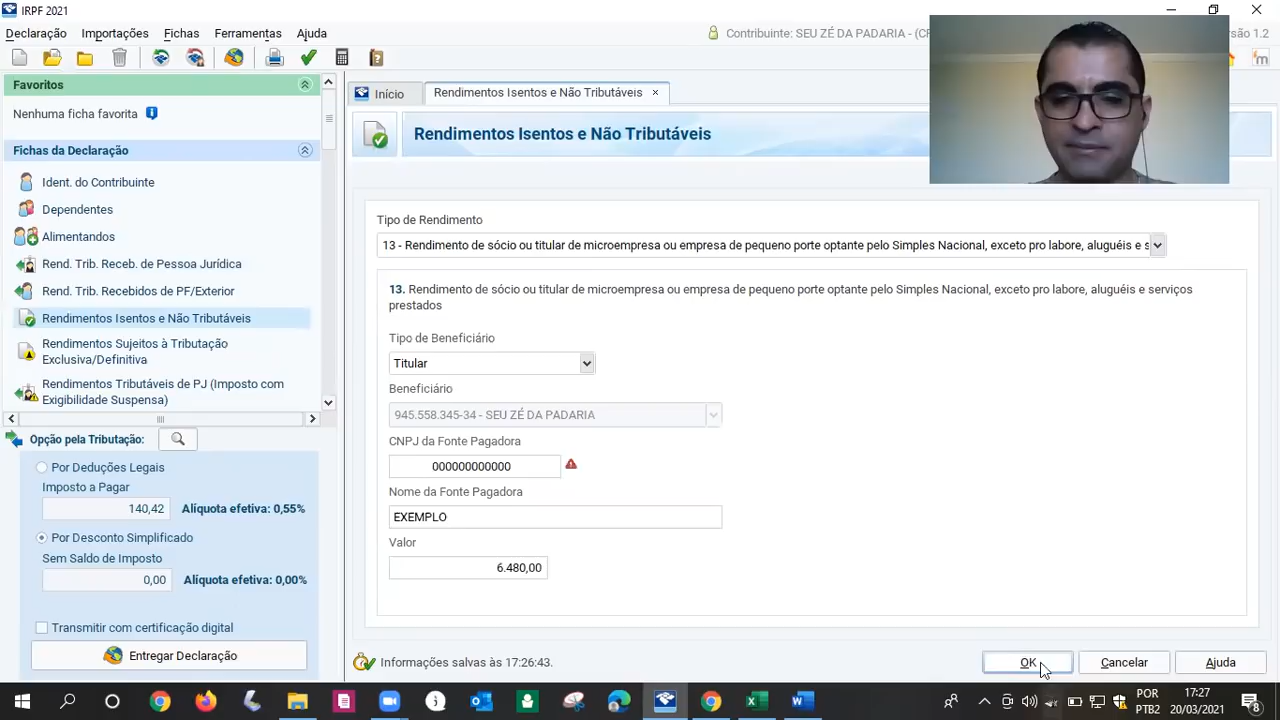 IRPF 2021
Declaração Importações Fichas Ferramentas Ajuda
Contribuinte: SEU ZÉ DA PADARIA - (C
são 1.2
Favoritos
Nenhuma ficha favorita
Fichas da Declaração
Ident. do Contribuinte
Dependentes
Alimentandos
Rend. Trib. Receb. de Pessoa Jurídica
Rend. Trib. Recebidos de PF/Exterior
Rendimentos Isentos e Não Tributáveis
Rendimentos Sujeitos à Tributação
Exclusiva/Definitiva
Rendimentos Tributáveis de PJ (Imposto com
Exigibilidade Suspensa)
Opção pela Tributação:
Por Deduções Legais
Imposto a Pagar
140,42 Alíquota efetiva: 0,55%
Por Desconto Simplificado
Sem Saldo de Imposto
0,00 Alíquota efetiva: 0,00%
Transmitir com certificação digital
Entregar Declaração
Início
Rendimentos Isentos e Não Tributáveis
Rendimentos Isentos e Não Tributáveis
Tipo de Rendimento
13 - Rendimento de sócio ou titular de microempresa ou empresa de pequeno porte optante pelo Simples Nacional, exceto pro labore, aluguéis e s
13. Rendimento de sócio ou titular de microempresa ou empresa de pequeno porte optante pelo Simples Nacional, exceto pro labore, aluguéis e serviços
prestados
Tipo de Beneficiário
Titular
Beneficiário
945.558.345-34 - SEU ZÉ DA PADARIA
CNPJ da Fonte Pagadora
000000000000
Nome da Fonte Pagadora
EXEMPLO
Valor
6.480,00
Informações salvas às 17:26:43.
OK Cancelar Ajuda
POR
PTB2
17:27
20/03/2021
8